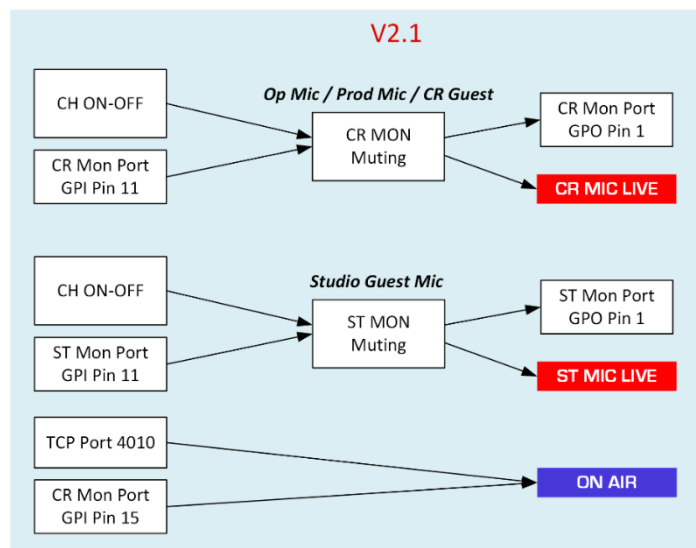 V2.1
CH ON-OFF
Op Mic / Prod Mic / CR Guest
CR Mon Port
GPO Pin 1
CR MON
Muting
CR Mon Port
GPI Pin 11
CR MIC LIVE
CH ON-OFF
Studio Guest Mic
ST Mon Port
GPO Pin 1
ST MON
Muting
ST Mon Port
GPI Pin 11
ST MIC LIVE
TCP Port 4010
ON AIR
CR Mon Port
GPI Pin 15